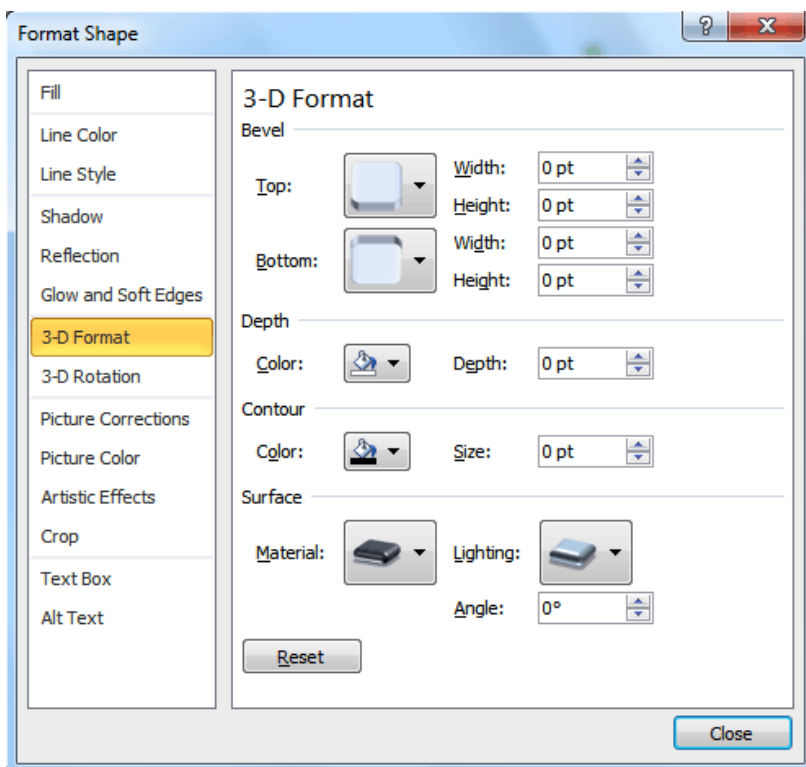 Format Shape
Fill
Line Color
Line Style
Shadow
Reflection
Glow and Soft Edges
3-D Format
3-D Rotation
Picture Corrections
Picture Color
Artistic Effects
Crop
Text Box
Alt Text
3-D Format
Bevel
Top: Width: 0 pt
Height: 0 pt
Bottom: Width: 0 pt
Height: 0 pt
Depth
Color: Depth: 0 pt
Contour
Color: Size: 0 pt
Surface
Material: Lighting:
Angle: 0°
Reset
Close